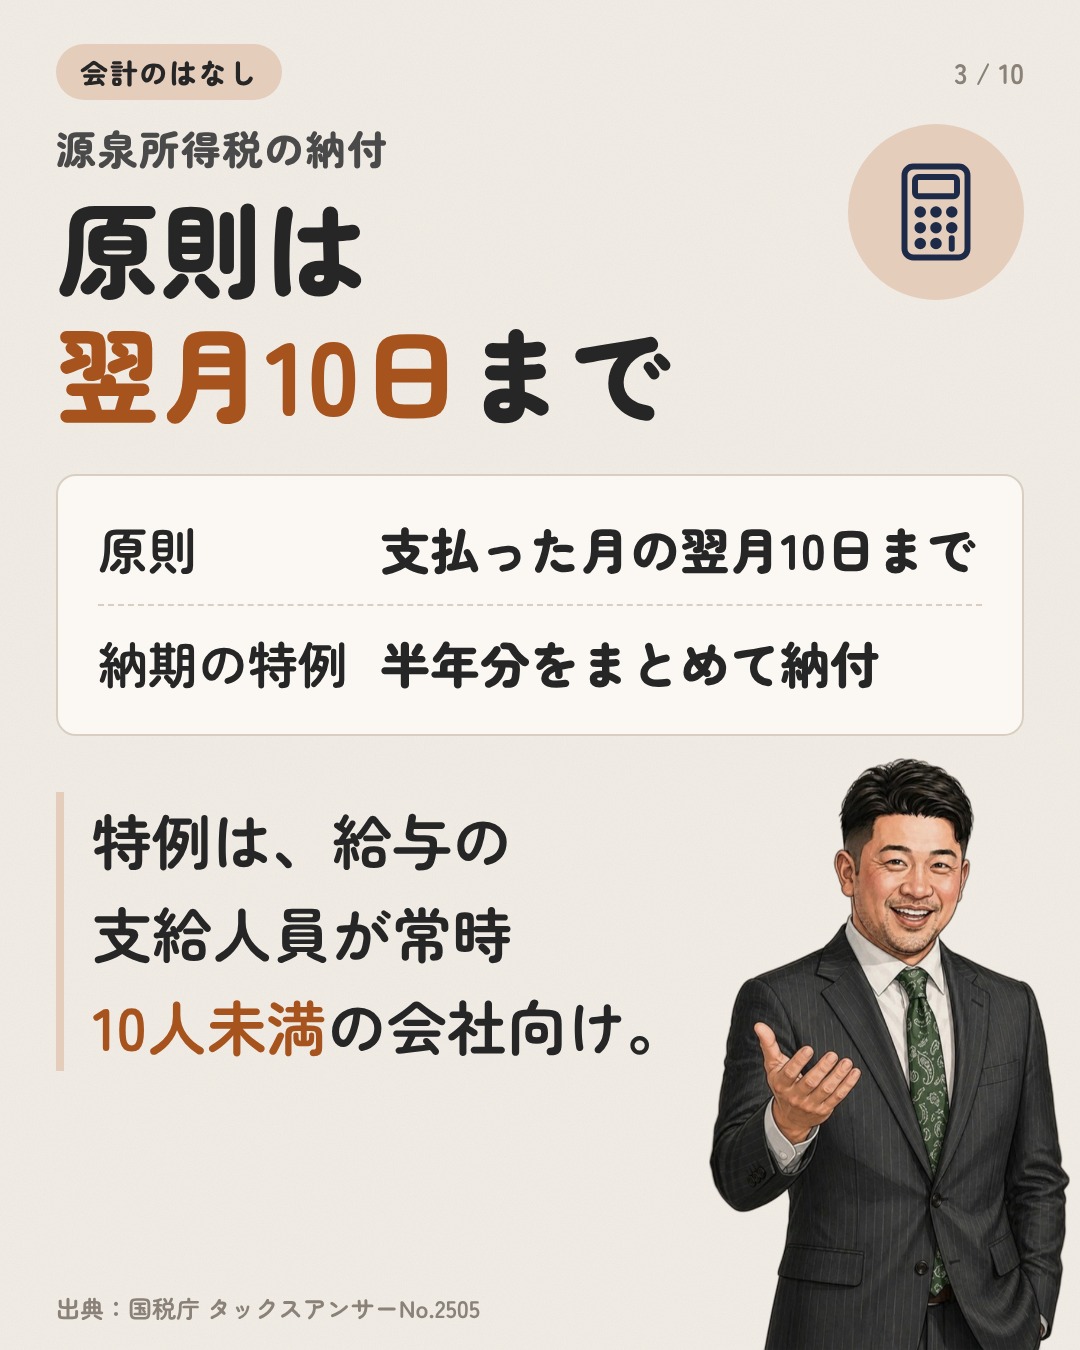 会計のはなし
3 / 10
源泉所得税の納付
原則は
翌月10日まで
原則 支払った月の翌月10日まで
納期の特例 半年分をまとめて納付
特例は、給与の
支給人員が常時
10人未満の会社向け。
出典：国税庁 タックスアンサーNo.2505